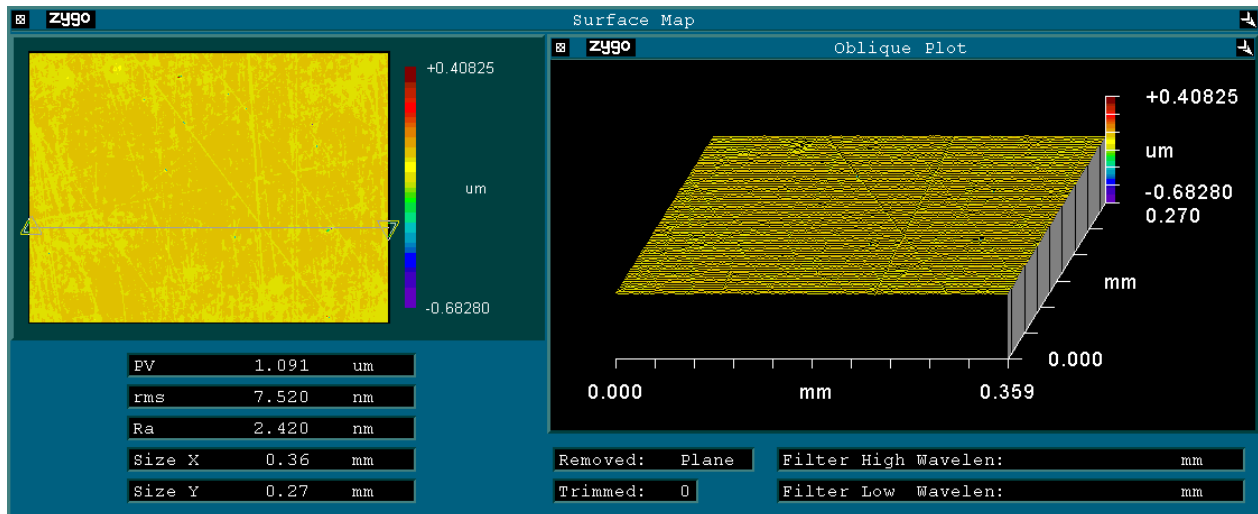 zygo Surface Map
+0.40825
um
-0.68280
PV 1.091 um
rms 7.520 nm
Ra 2.420 nm
Size X 0.36 mm
Size Y 0.27 mm
zygo Oblique Plot
+0.40825
um
-0.68280
0.270
mm
0.000
0.000 mm 0.359
Removed: Plane
Trimmed: 0
Filter High Wavelen: mm
Filter Low Wavelen: mm